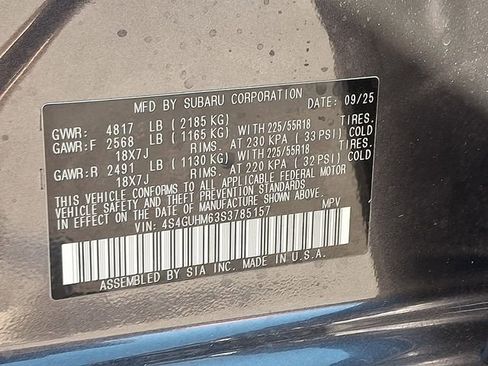 MFD BY SUBARU CORPORATION DATE: 09/25
GVWR: 4817 LB (2185 KG)
GAWR:F 2568 LB (1165 KG) WITH 225/55R18 TIRES.
18X7J RIMS. AT 230 KPA (33 PSI) COLD
GAWR:R 2491 LB (1130 KG) WITH 225/55R18 TIRES.
18X7J RIMS. AT 220 KPA (32 PSI) COLD
THIS VEHICLE CONFORMS TO ALL APPLICABLE FEDERAL MOTOR
VEHICLE SAFETY AND THEFT PREVENTION STANDARDS
IN EFFECT ON THE DATE OF MANUFACTURE SHOWN ABOVE.
VIN: 4S4GUHM63S3785157 MPV
ASSEMBLED BY SIA INC. MADE IN U.S.A.